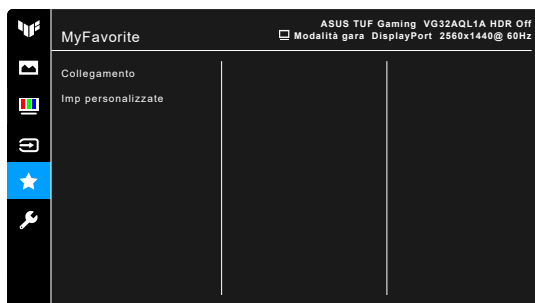 MyFavorite
ASUS TUF Gaming VG32AQL1A HDR Off
Modalità gara DisplayPort 2560x1440@ 60Hz
Collegamento
Imp personalizzate